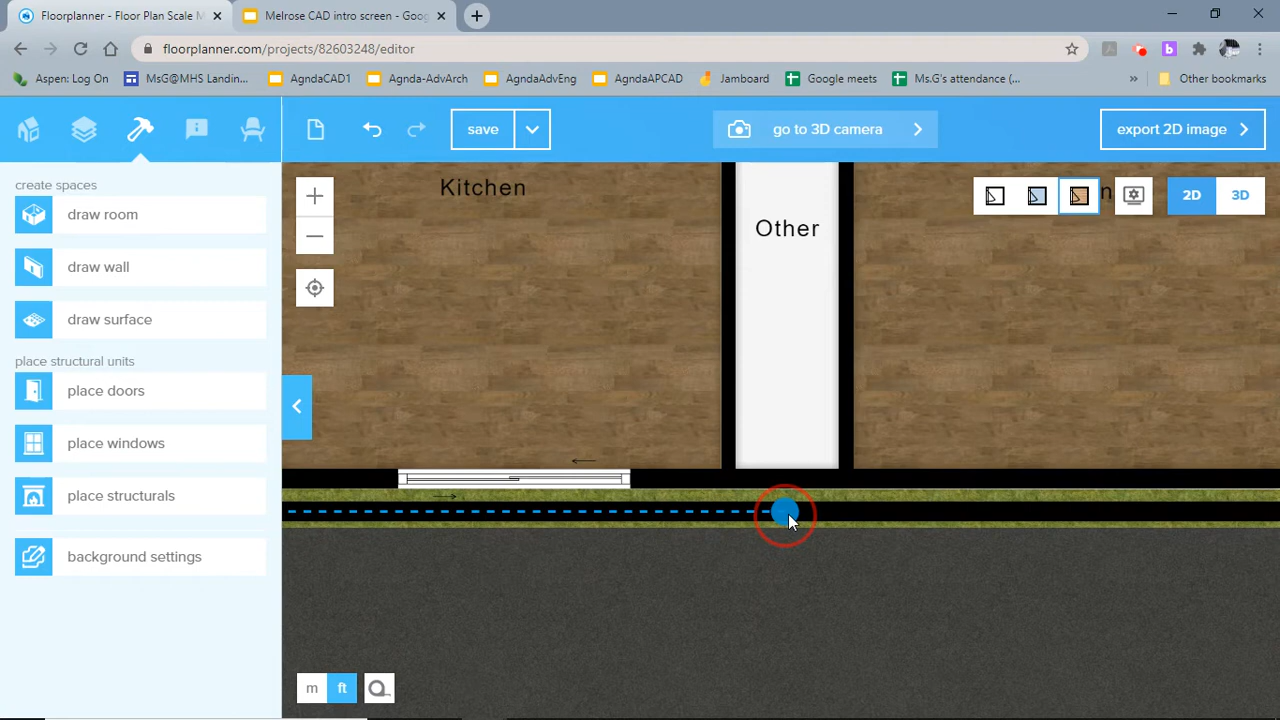 Floorplanner - Floor Plan Scale M
Melrose CAD intro screen - Goog
floorplanner.com/projects/82603248/editor
Aspen: Log On
MsG@MHS Landin...
AgndaCAD1
Agnda-AdvArch
AgndaAdvEng
AgndaAPCAD
Jamboard
Google meets
Ms.G's attendance (...
Other bookmarks
save
go to 3D camera
export 2D image
create spaces
draw room
draw wall
draw surface
place structural units
place doors
place windows
place structurals
background settings
Kitchen
Other
2D
3D
m
ft